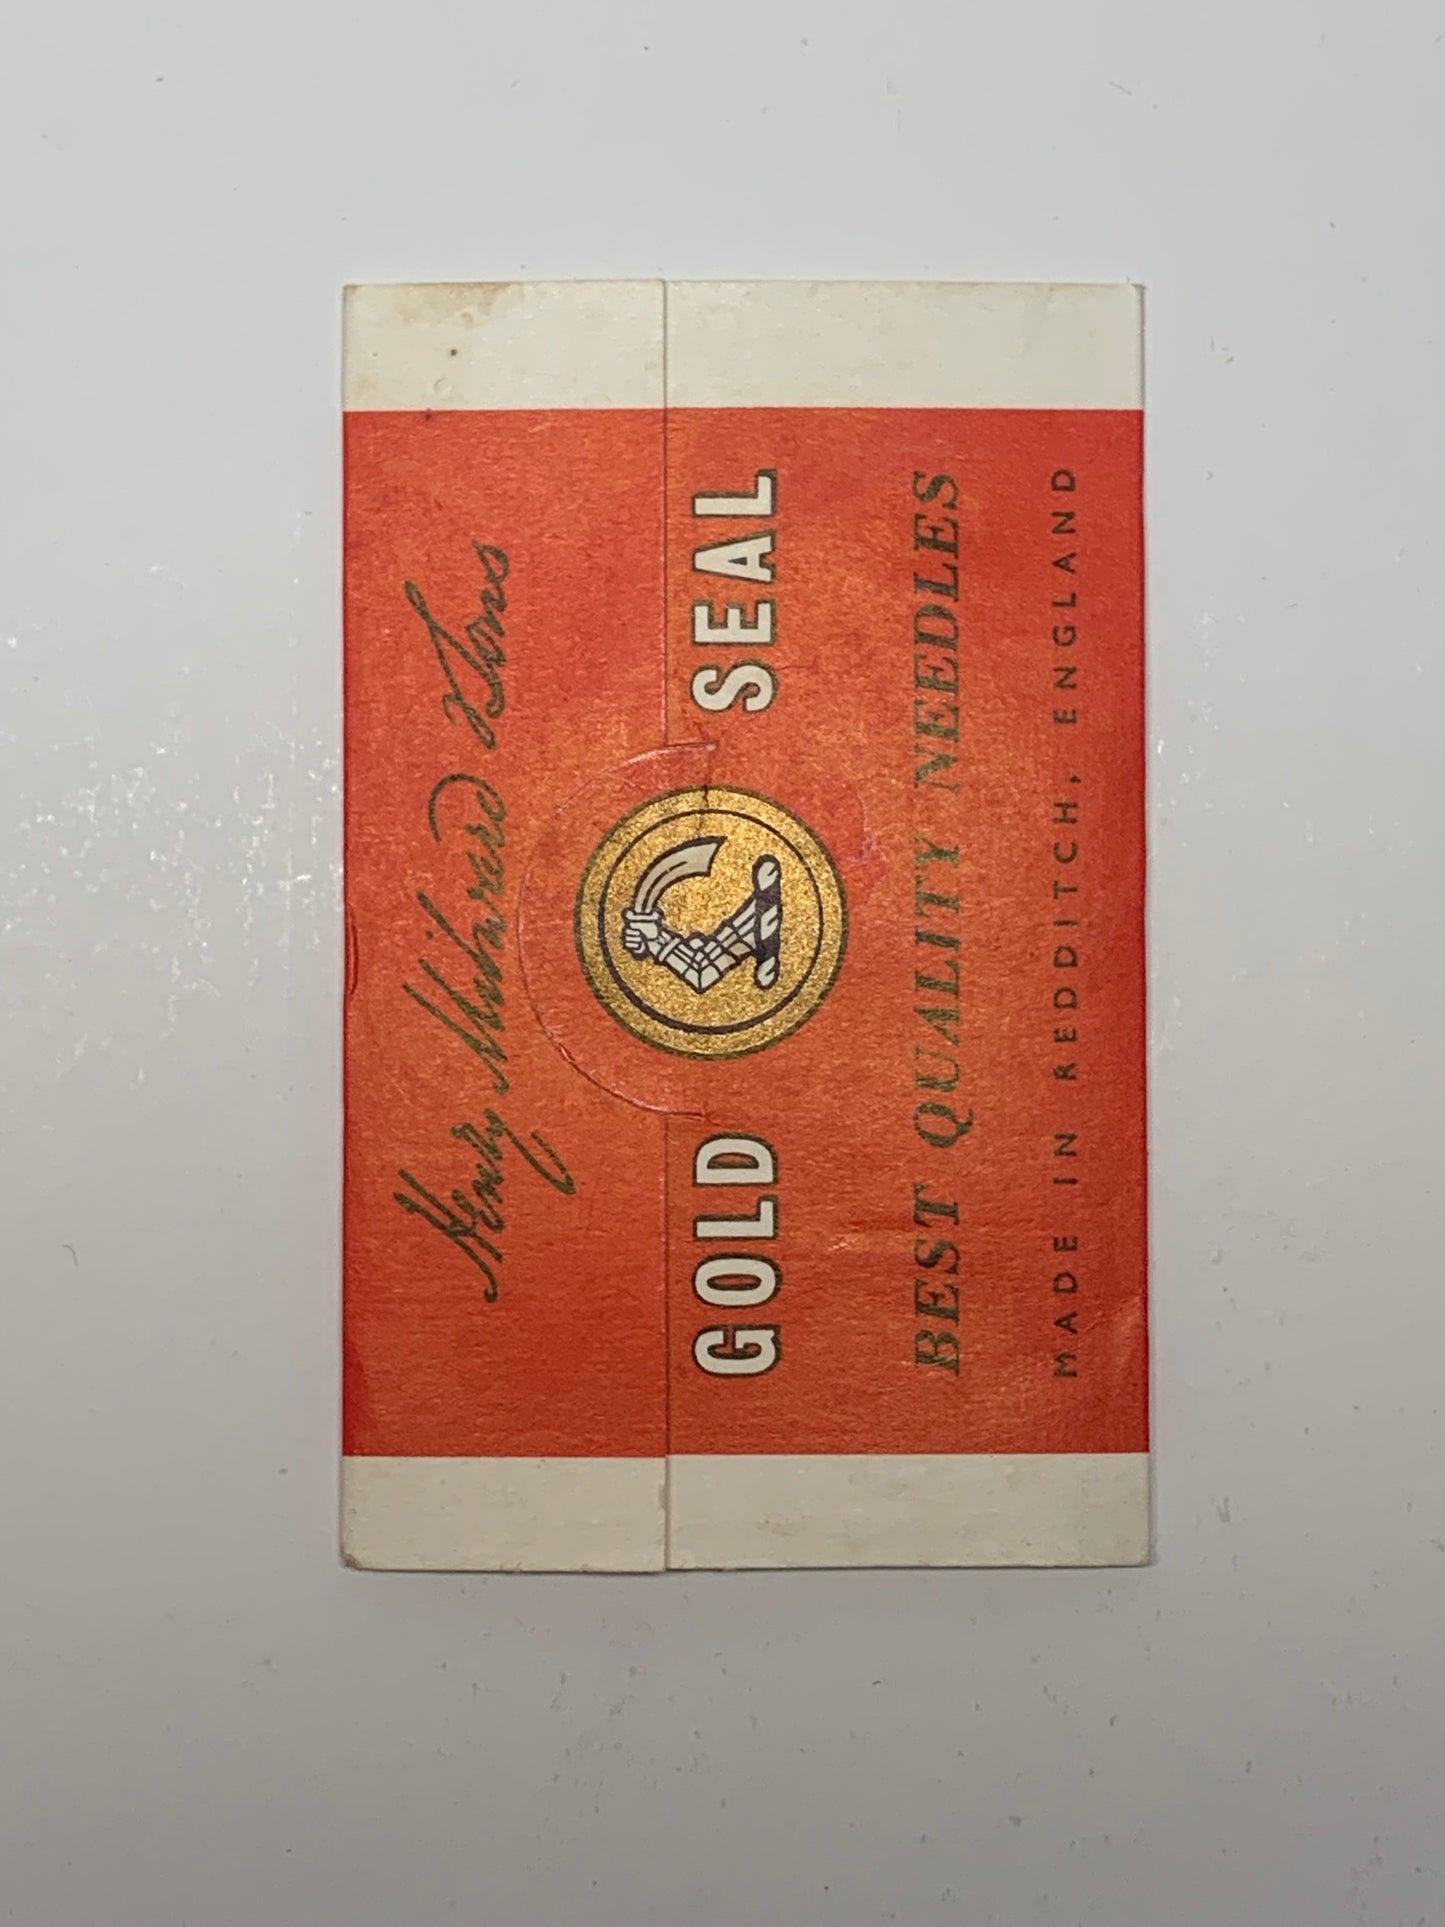 Henry Milward & Sons
GOLD SEAL
BEST QUALITY NEEDLES
MADE IN REDDITCH, ENGLAND